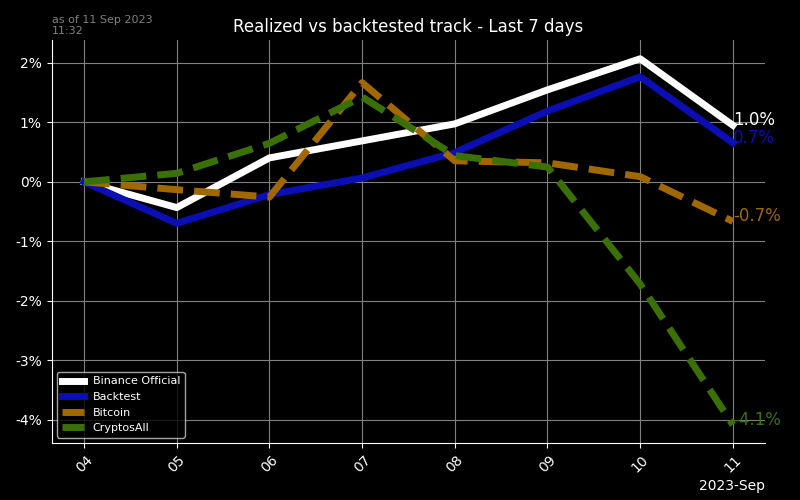 as of 11 Sep 2023
11:32
Realized vs backtested track - Last 7 days
2%
1%
0%
-1%
-2%
-3%
-4%
1.0%
0.7%
-0.7%
-4.1%
Binance Official
Backtest
Bitcoin
CryptosAll
04
05
06
07
08
09
10
11
2023-Sep